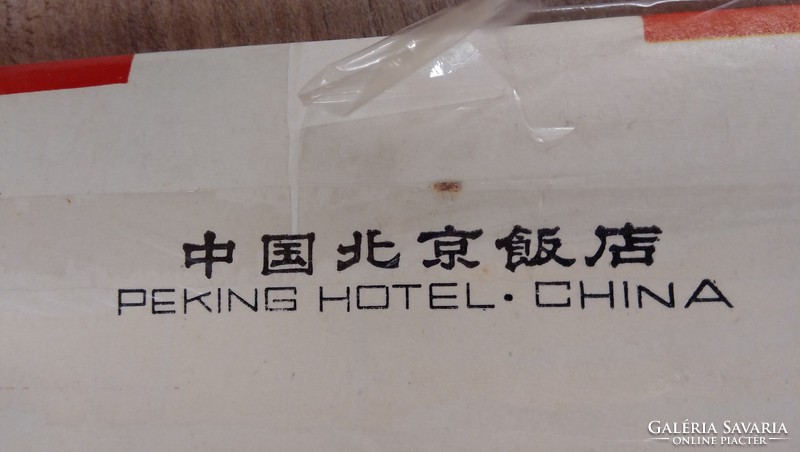 中国北京飯店
PEKING HOTEL · CHINA
GALÉRIA SAVARIA
ONLINE PIACTÉR